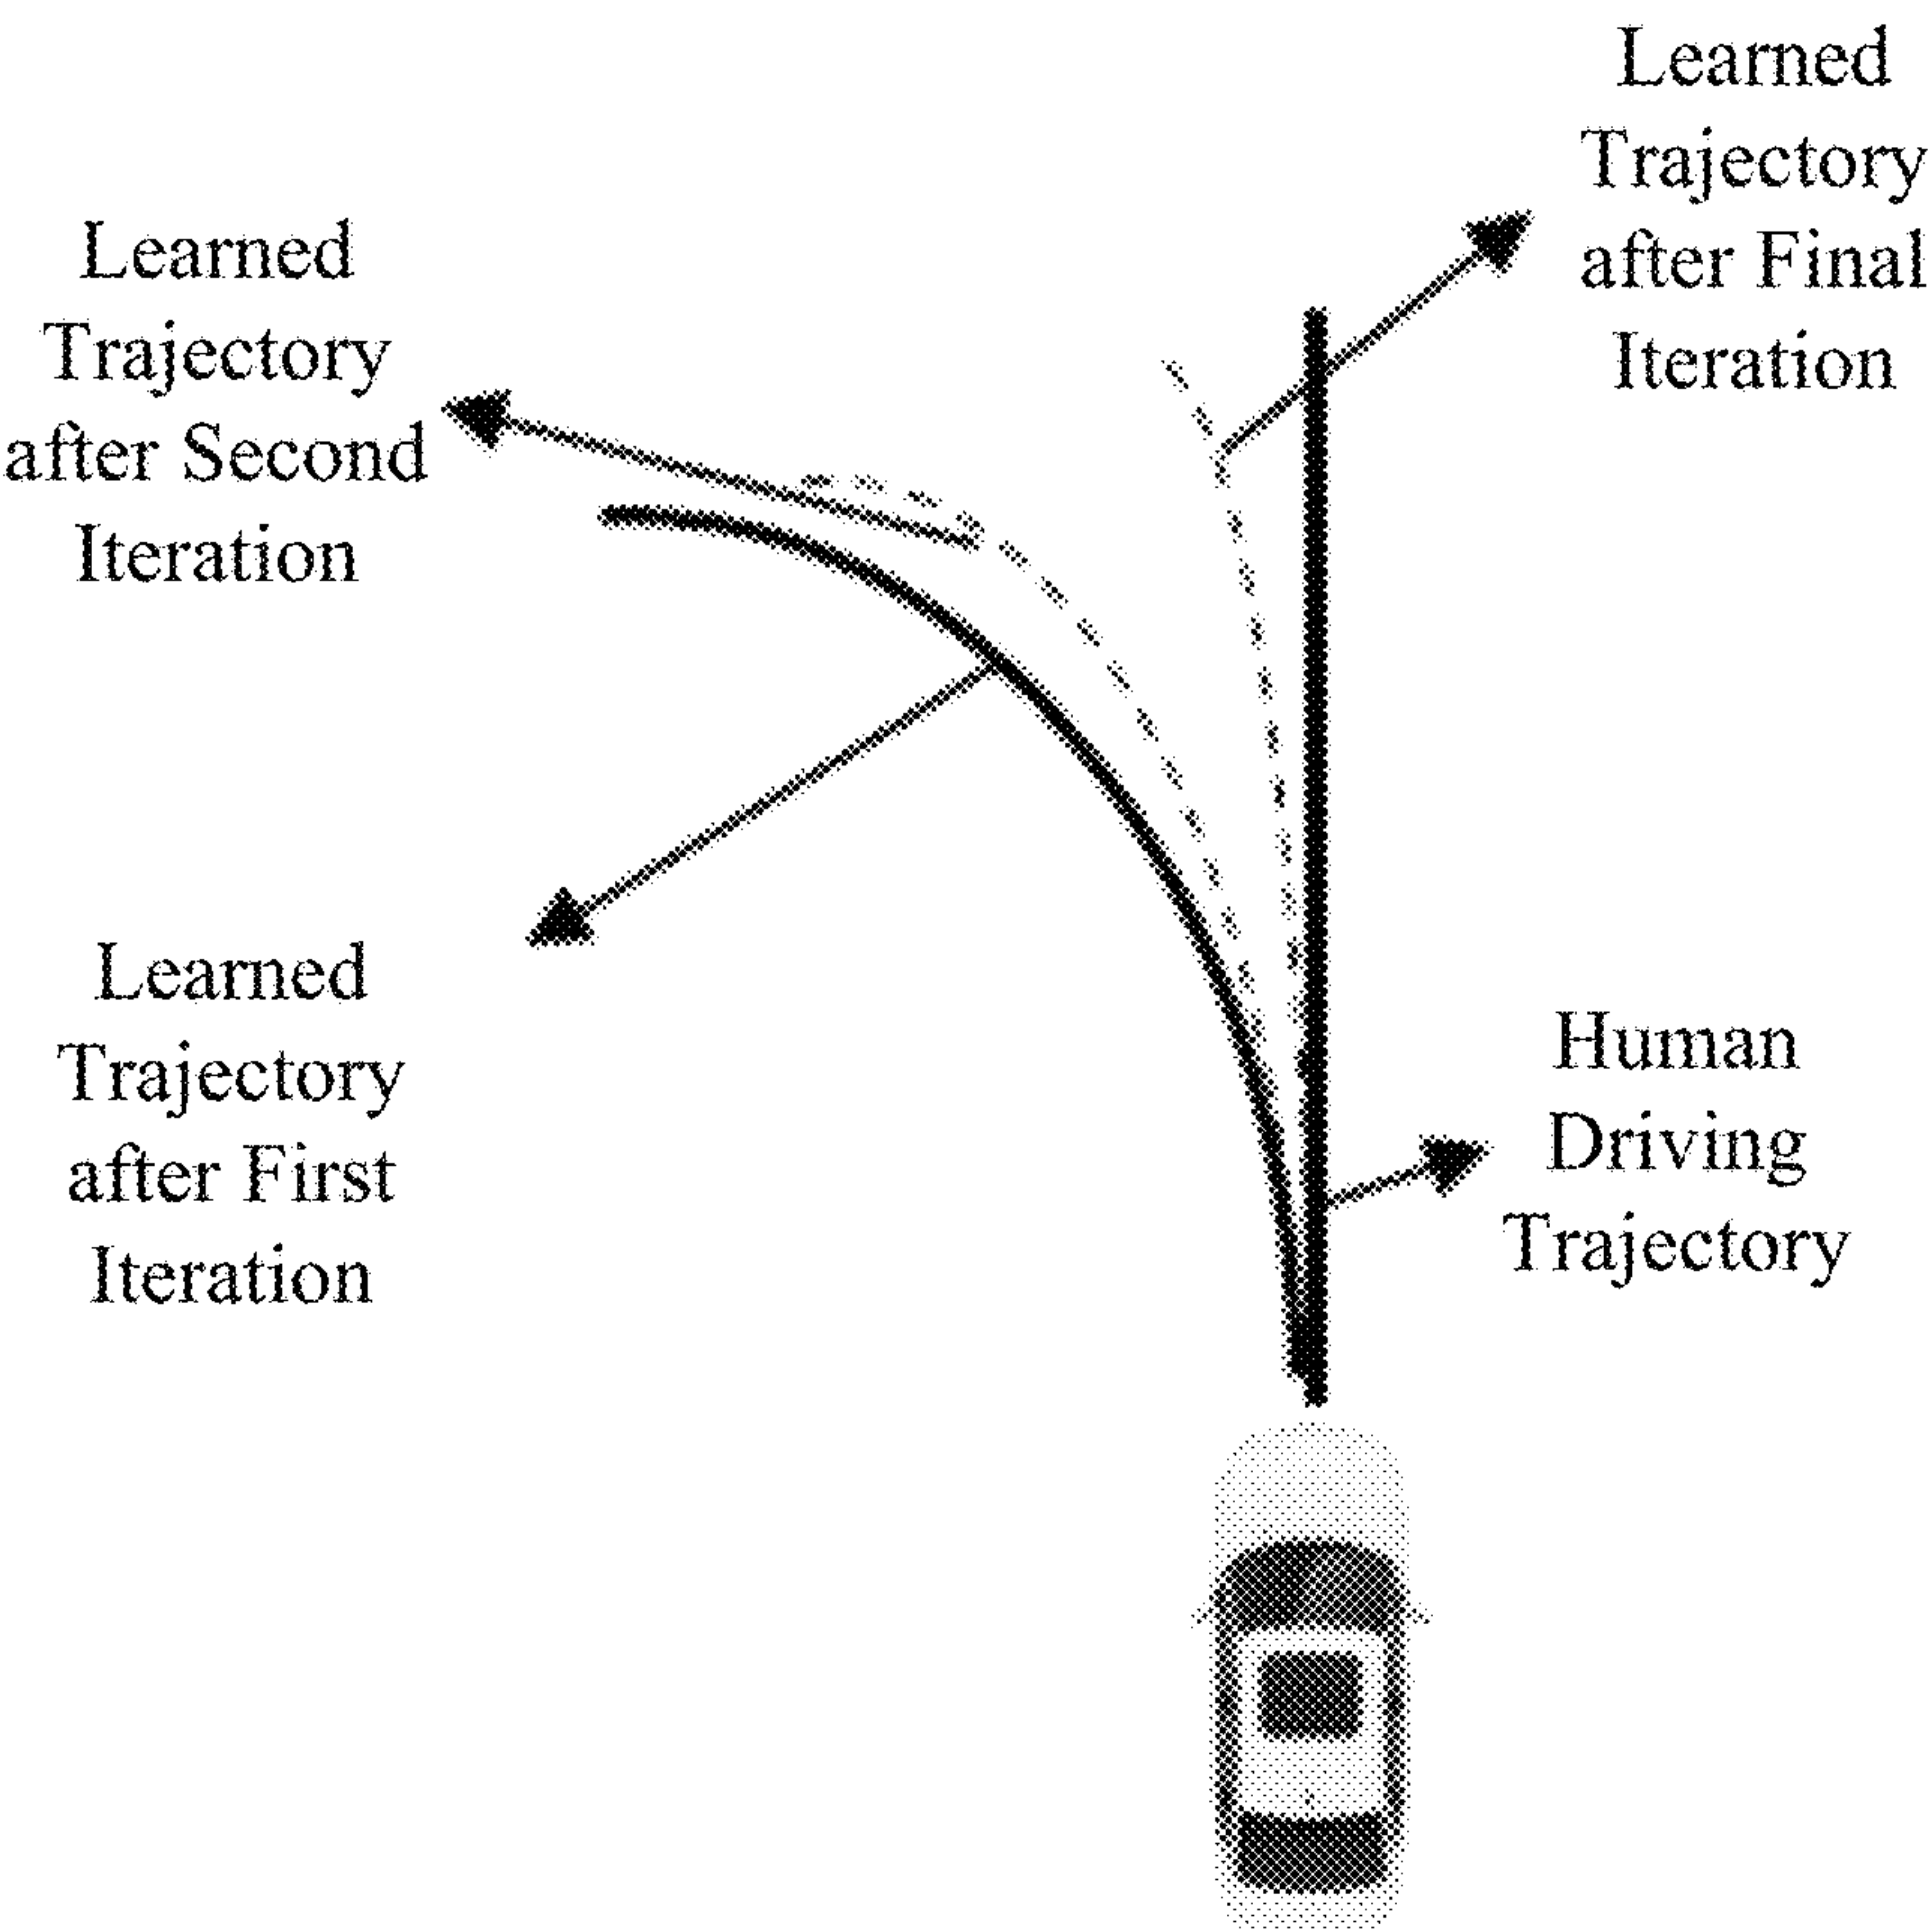 Learned
Trajectory
after Final
Iteration
Learned
Trajectory
after Second
Iteration
Learned
Trajectory
after First
Iteration
Human
Driving
Trajectory